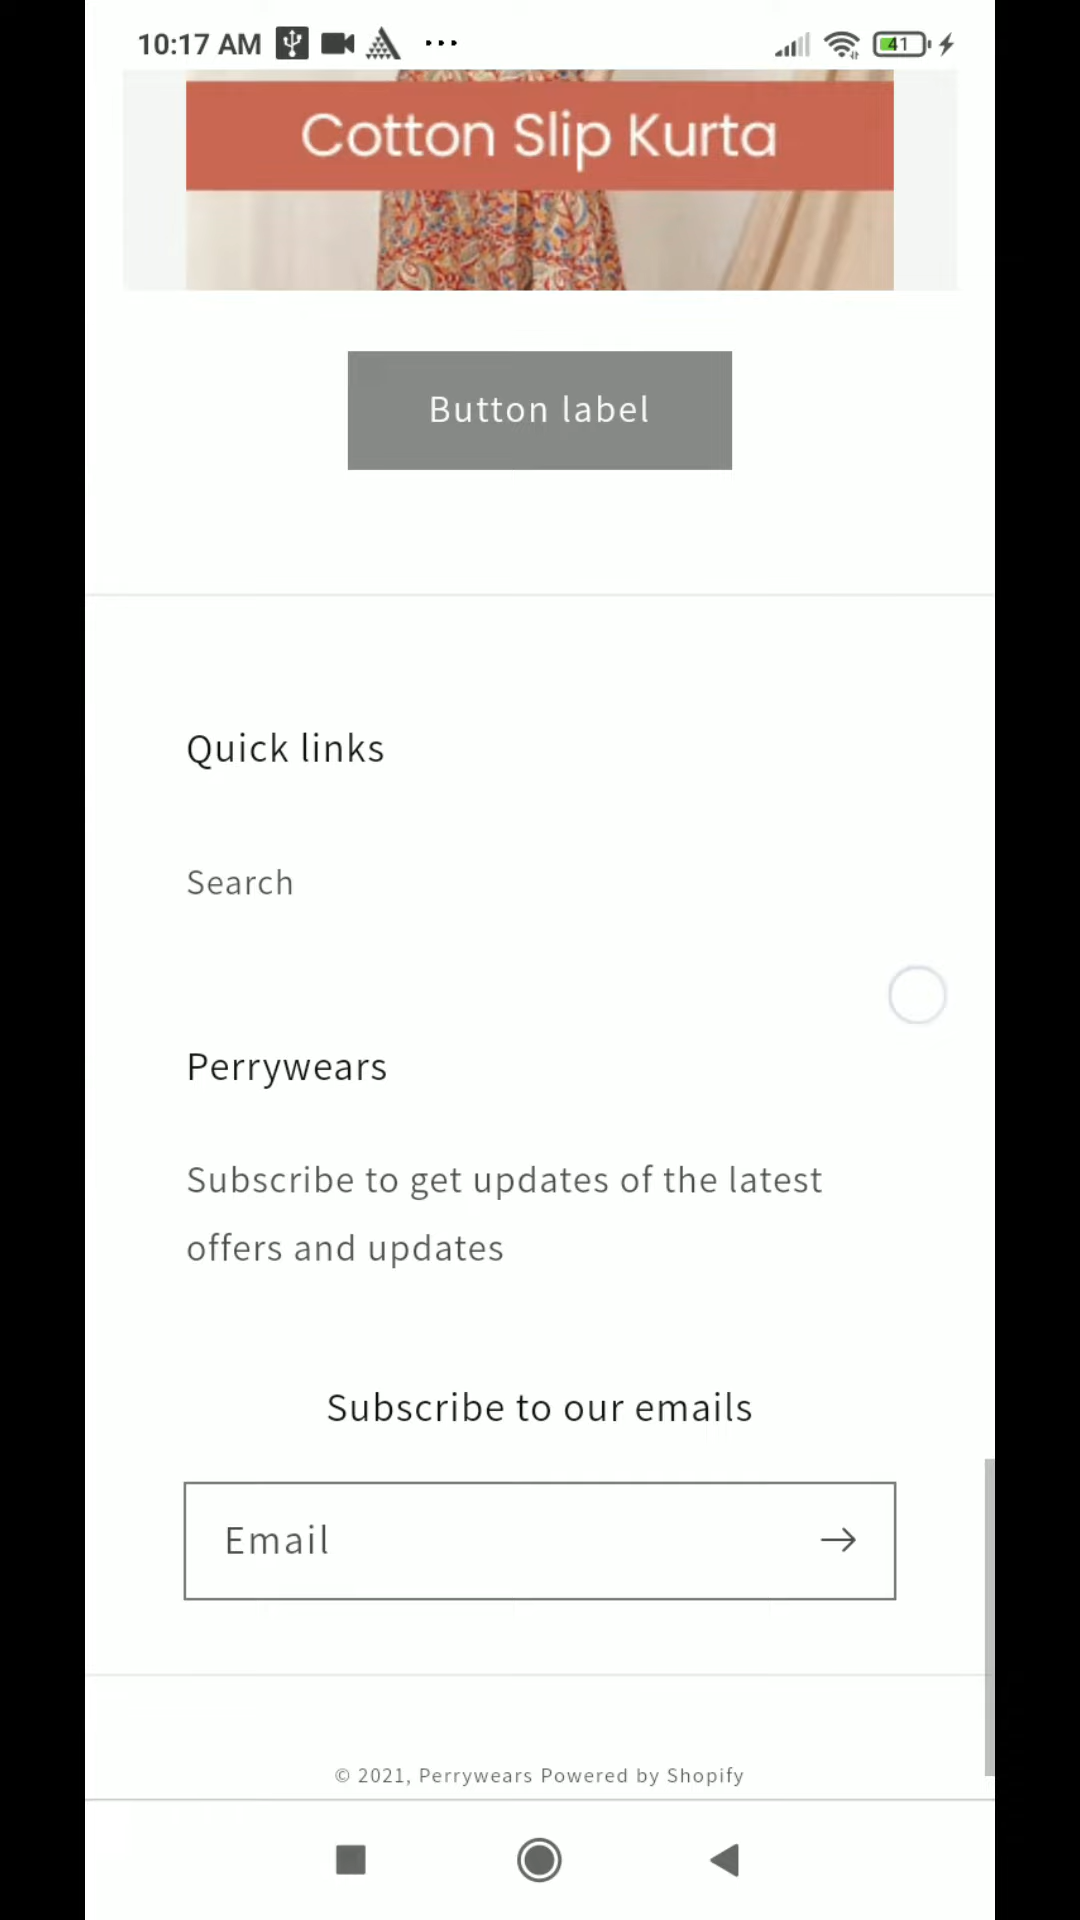 10:17 AM
41
Cotton Slip Kurta
Button label
Quick links
Search
Perrywears
Subscribe to get updates of the latest
offers and updates
Subscribe to our emails
Email
© 2021, Perrywears Powered by Shopify